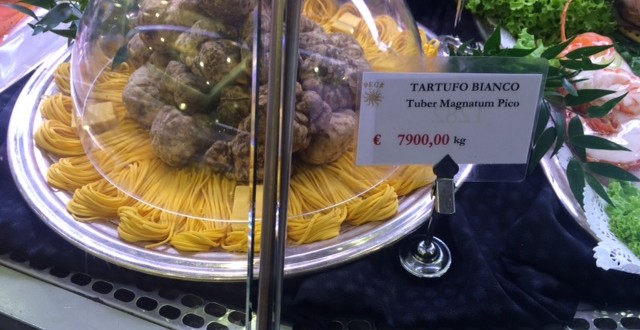 TARTUFO BIANCO
Tuber Magnatum Pico
€ 7900,00 kg